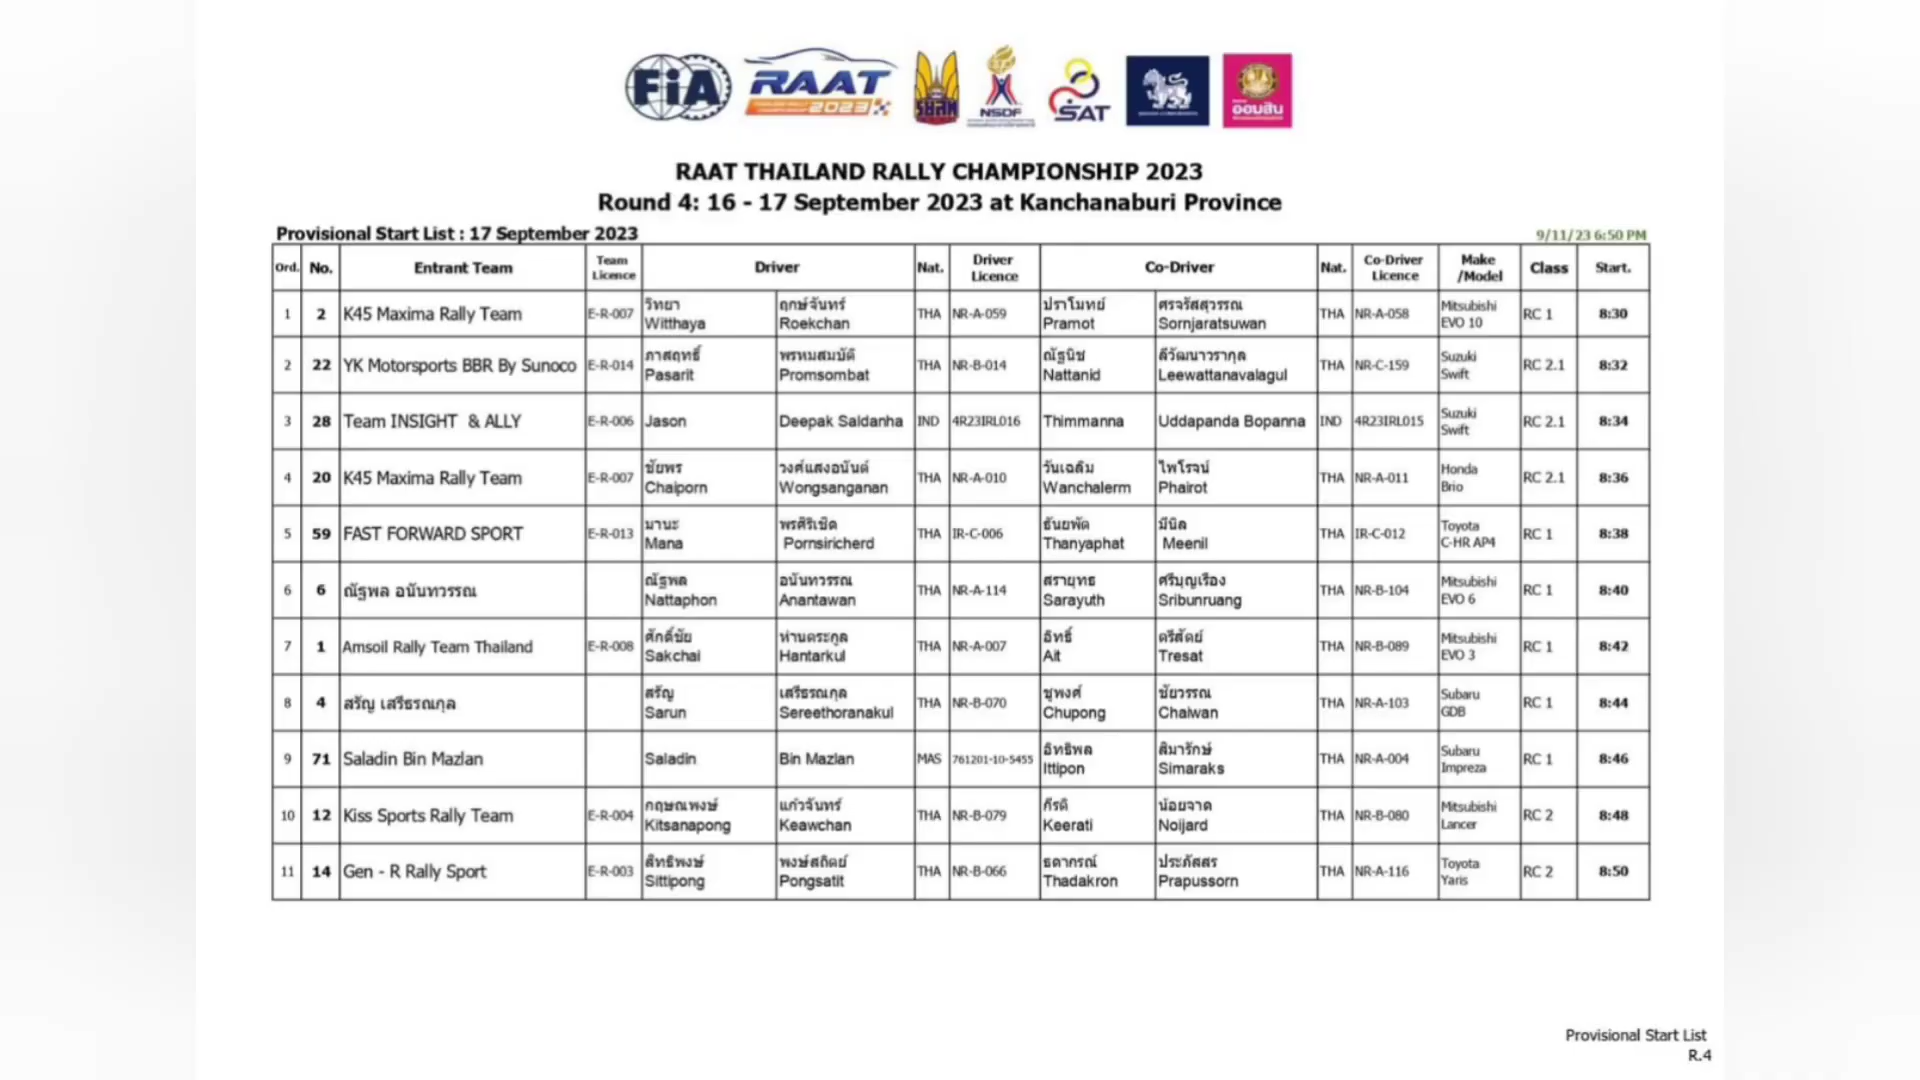 FiA RAAT 2023 NSDF SAT ออมสิน
RAAT THAILAND RALLY CHAMPIONSHIP 2023
Round 4: 16 - 17 September 2023 at Kanchanaburi Province
Provisional Start List : 17 September 2023 9/11/23 6:50 PM
Ord. No. Entrant Team Team Licence Driver Nat. Driver Licence Co-Driver Nat. Co-Driver Licence Make /Model Class Start.
1 2 K45 Maxima Rally Team E-R-007 วิทยา Witthaya ฤกษ์จันทร์ Roekchan THA NR-A-059 ปราโมทย์ Pramot ศรจรัสสุวรรณ Sornjaratsuwan THA NR-A-058 Mitsubishi EVO 10 RC 1 8:30
2 22 YK Motorsports BBR By Sunoco E-R-014 ภาสฤทธิ์ Pasarit พรหมสมบัติ Promsombat THA NR-B-014 ณัฐนิช Nattanid ลีวัฒนาวรากุล Leewattanavalagul THA NR-C-159 Suzuki Swift RC 2.1 8:32
3 28 Team INSIGHT & ALLY E-R-006 Jason Deepak Saldanha IND 4R23IRL016 Thimmanna Uddapanda Bopanna IND 4R23IRL015 Suzuki Swift RC 2.1 8:34
4 20 K45 Maxima Rally Team E-R-007 ชัยพร Chaiporn วงศ์แสงอนันต์ Wongsanganan THA NR-A-010 วันเฉลิม Wanchalerm ไพโรจน์ Phairot THA NR-A-011 Honda Brio RC 2.1 8:36
5 59 FAST FORWARD SPORT E-R-013 มานะ Mana พรศิริเชิด Pornsiricherd THA IR-C-006 ธันยพัต Thanyaphat มีนิล Meenil THA IR-C-012 Toyota C-HR AP4 RC 1 8:38
6 6 ณัฐพล อนันทวรรณ ณัฐพล Nattaphon อนันทวรรณ Anantawan THA NR-A-114 สรายุทธ Sarayuth ศรีบุญเรือง Sribunruang THA NR-B-104 Mitsubishi EVO 6 RC 1 8:40
7 1 Amsoil Rally Team Thailand E-R-008 ศักดิ์ชัย Sakchai ห่านตระกูล Hantarkul THA NR-A-007 อิทธิ์ Ait ตรีสัตย์ Tresat THA NR-B-089 Mitsubishi EVO 3 RC 1 8:42
8 4 สรัญ เสรีธรณกุล สรัญ Sarun เสรีธรณกุล Sereethoranakul THA NR-B-070 ชูพงศ์ Chupong ชัยวรรณ Chaiwan THA NR-A-103 Subaru GDB RC 1 8:44
9 71 Saladin Bin Mazlan Saladin Bin Mazlan MAS 761201-10-5455 อิทธิพล Ittipon สิมารักษ์ Simaraks THA NR-A-004 Subaru Impreza RC 1 8:46
10 12 Kiss Sports Rally Team E-R-004 กฤษณพงษ์ Kitsanapong แก้วจันทร์ Keawchan THA NR-B-079 กีรติ Keerati น้อยจาด Noijard THA NR-B-080 Mitsubishi Lancer RC 2 8:48
11 14 Gen - R Rally Sport E-R-003 สิทธิพงษ์ Sittipong พงษ์สถิตย์ Pongsatit THA NR-B-066 ธดากรณ์ Thadakron ประภัสสร Prapussorn THA NR-A-116 Toyota Yaris RC 2 8:50
Provisional Start List
R.4